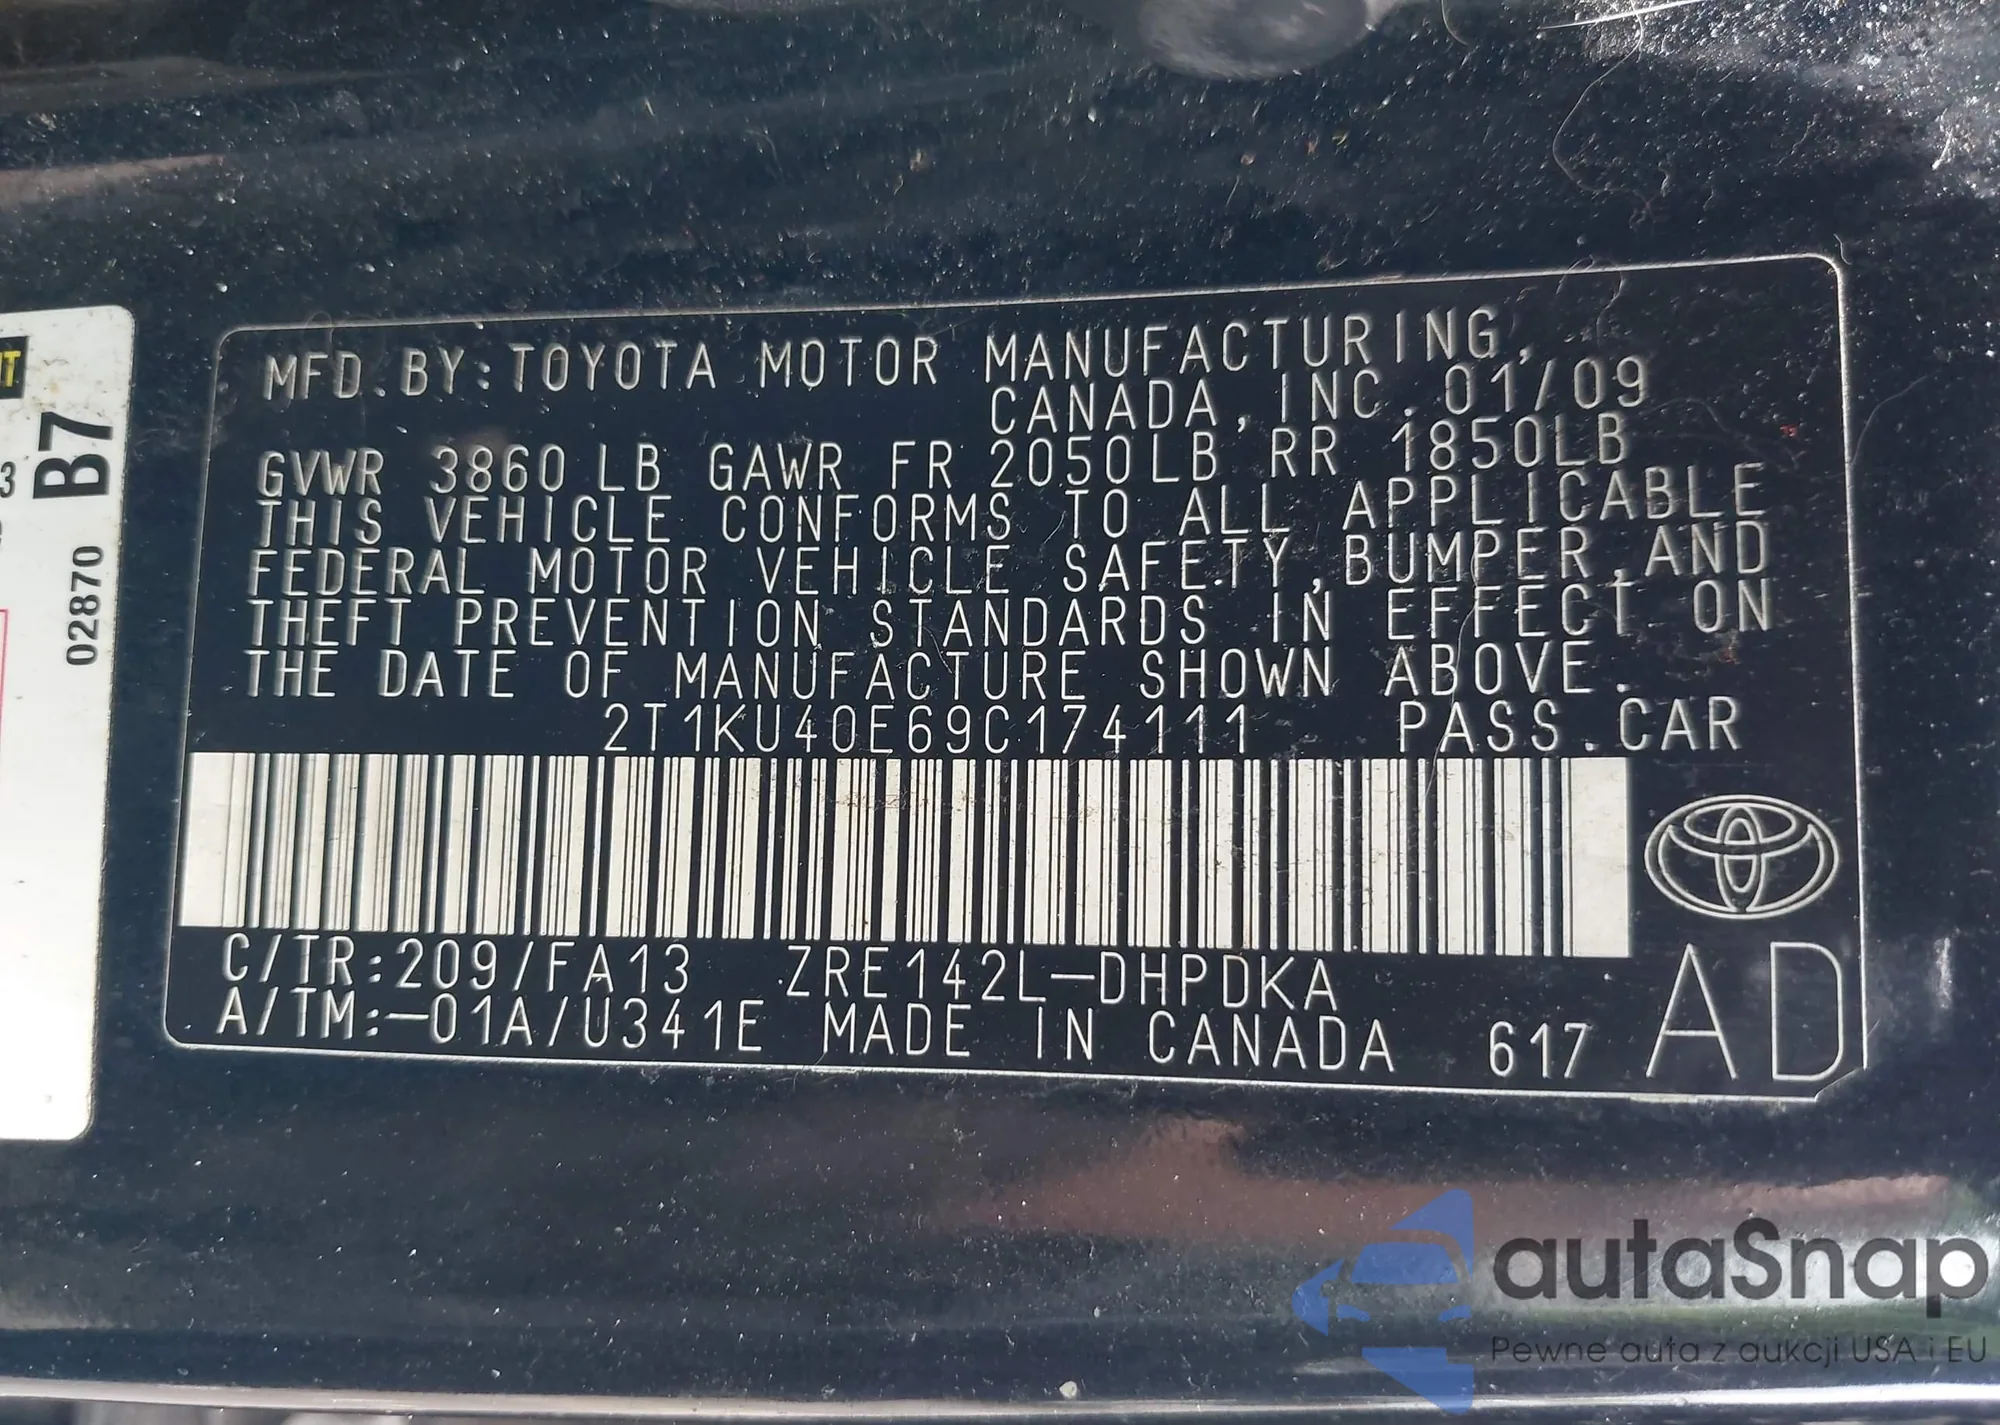 MFD.BY:TOYOTA MOTOR MANUFACTURING,
CANADA, INC. 01/09
GVWR 3860LB GAWR FR 2050LB RR 1850LB
THIS VEHICLE CONFORMS TO ALL APPLICABLE
FEDERAL MOTOR VEHICLE SAFETY, BUMPER, AND
THEFT PREVENTION STANDARDS IN EFFECT ON
THE DATE OF MANUFACTURE SHOWN ABOVE.
2T1KU40E69C174111 PASS.CAR
C/TR:209/FA13 ZRE142L-DHPDKA
A/TM:-01A/U341E MADE IN CANADA 617 AD
B7
02870
autaSnap
Pewne auta z aukcji USA i EU